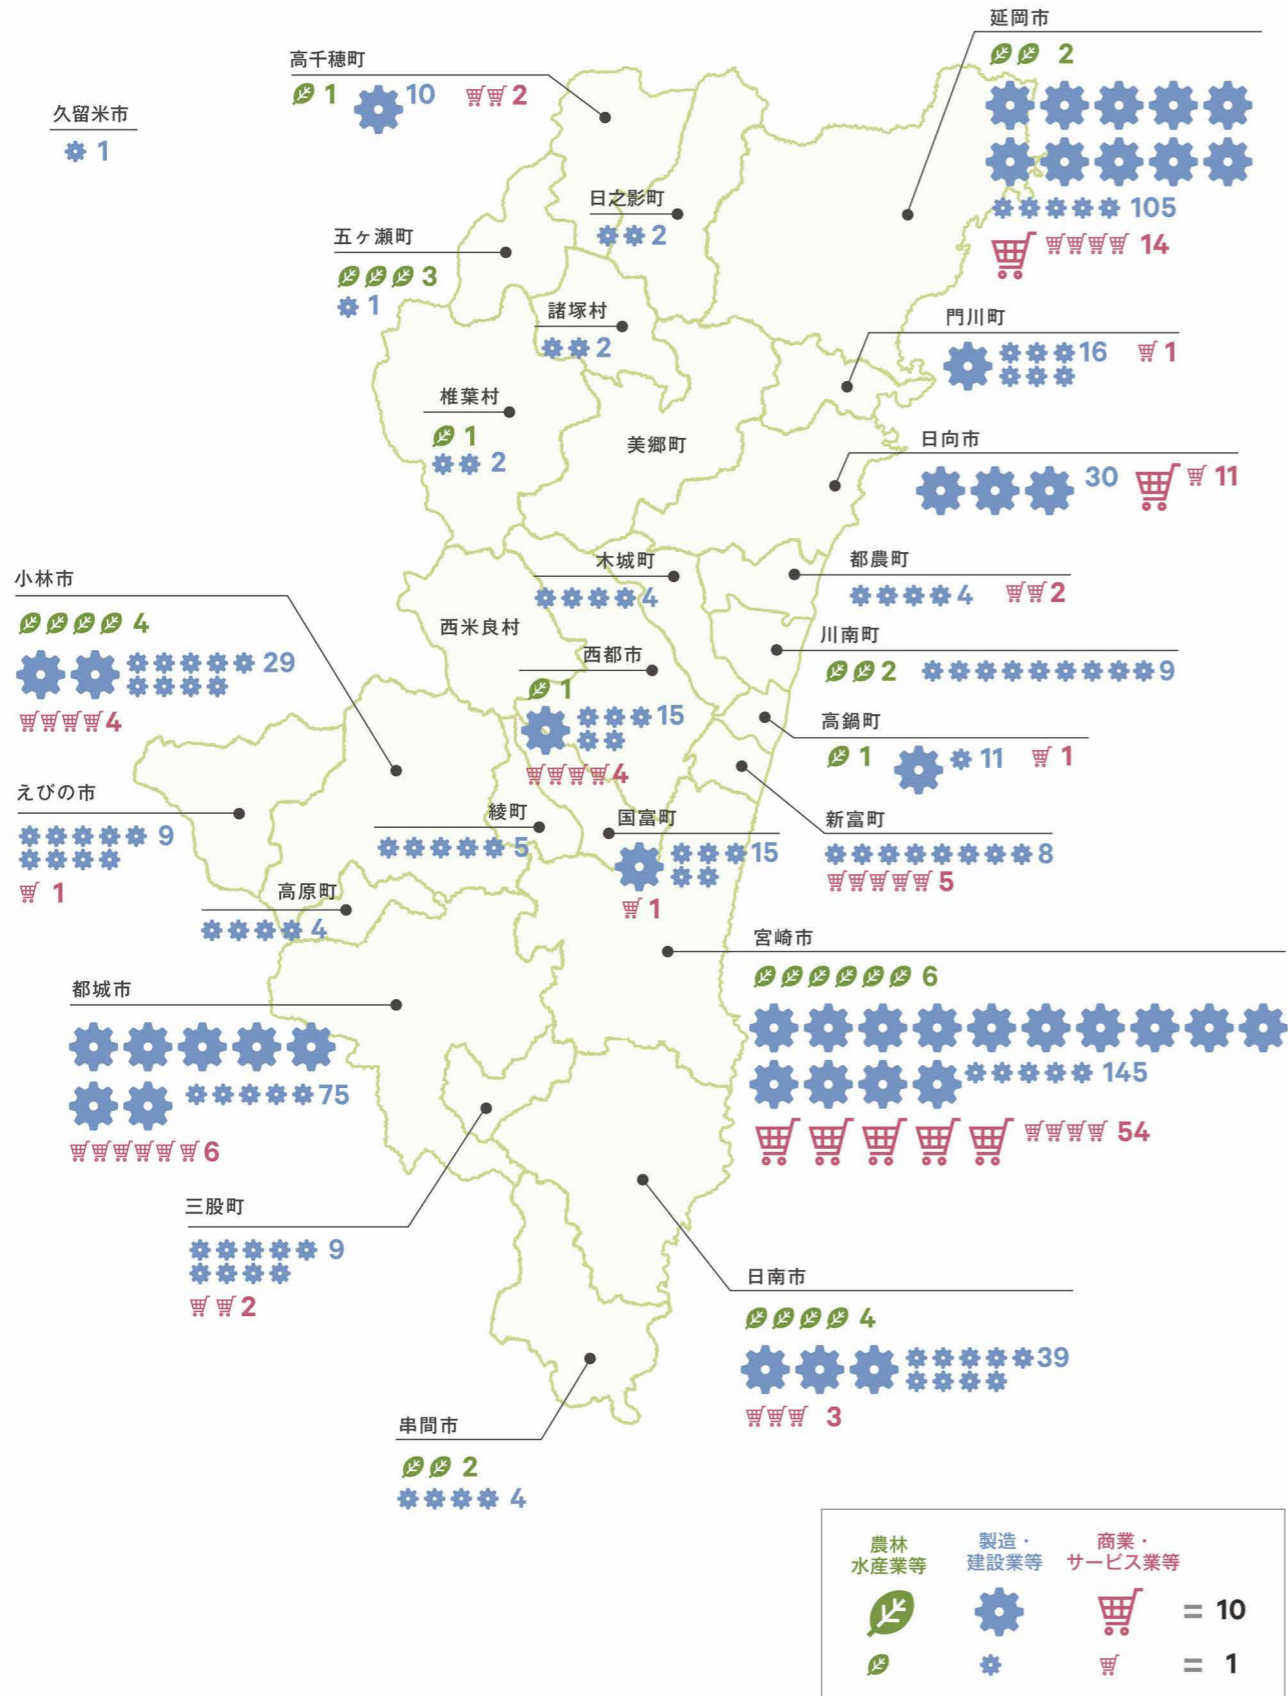 延岡市
2
105
14
高千穂町
1 10 2
久留米市
1
日之影町
2
五ヶ瀬町
3
1
諸塚村
2
門川町
16 1
椎葉村
1
2
美郷町
日向市
30 11
木城町
4
都農町
4 2
小林市
4
29
4
西米良村
西都市
1
15
4
川南町
2 9
高鍋町
1 11 1
えびの市
9
1
綾町
5
国富町
15
1
新富町
8
5
高原町
4
宮崎市
6
145
54
都城市
75
6
三股町
9
2
日南市
4
39
3
串間市
2
4
農林
水産業等
製造・
建設業等
商業・
サービス業等
= 10
= 1